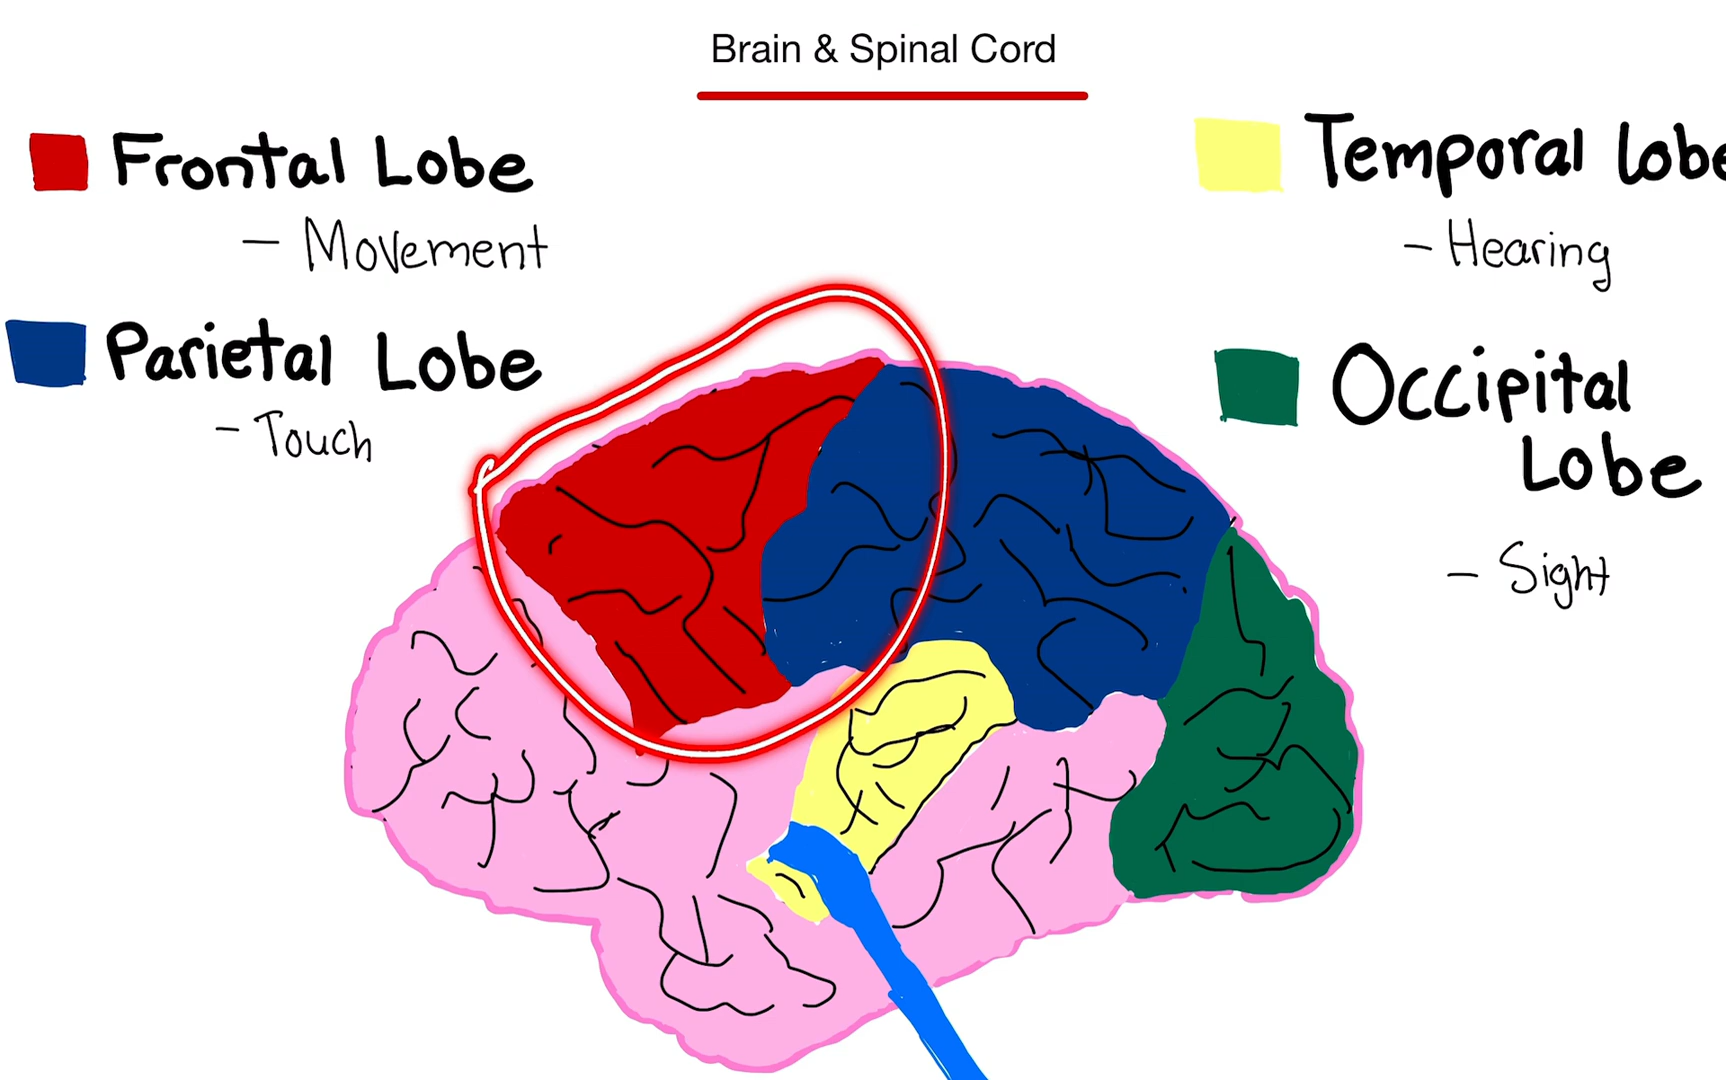 Brain & Spinal Cord
Frontal Lobe
- Movement
Parietal Lobe
- Touch
Temporal lobe
- Hearing
Occipital
Lobe
- Sight